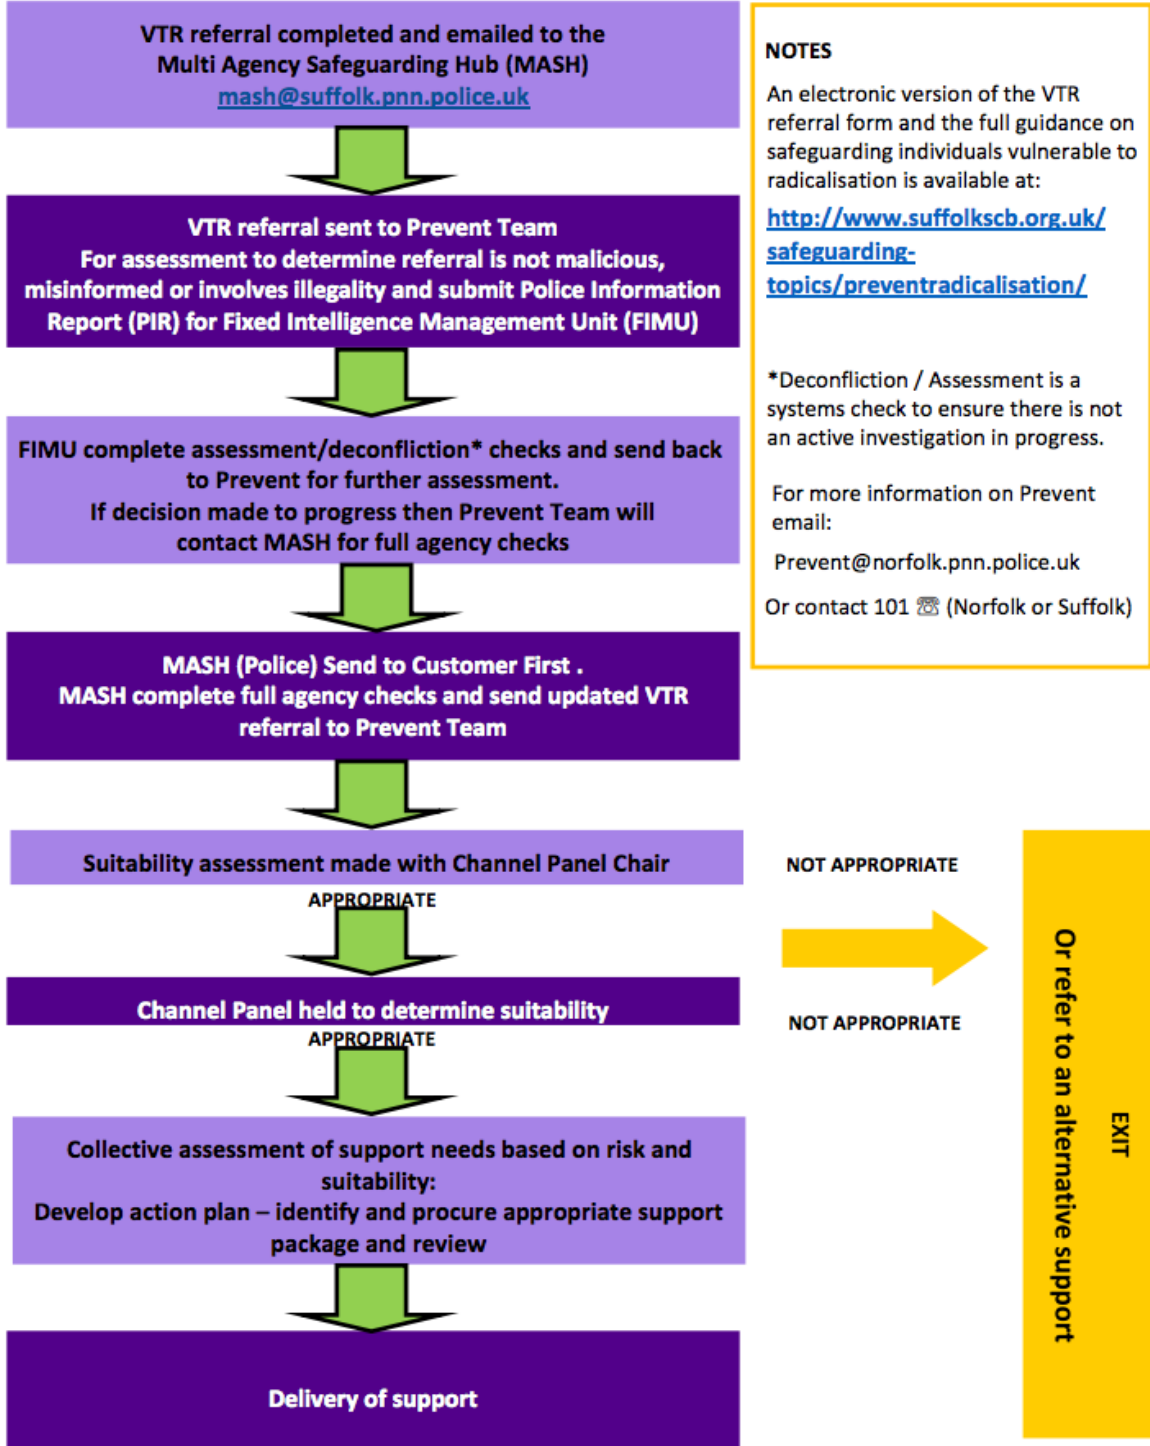 VTR referral completed and emailed to the
Multi Agency Safeguarding Hub (MASH)
mash@suffolk.pnn.police.uk
VTR referral sent to Prevent Team
For assessment to determine referral is not malicious,
misinformed or involves illegality and submit Police Information
Report (PIR) for Fixed Intelligence Management Unit (FIMU)
FIMU complete assessment/deconfliction* checks and send back
to Prevent for further assessment.
If decision made to progress then Prevent Team will
contact MASH for full agency checks
MASH (Police) Send to Customer First .
MASH complete full agency checks and send updated VTR
referral to Prevent Team
Suitability assessment made with Channel Panel Chair
APPROPRIATE
Channel Panel held to determine suitability
APPROPRIATE
Collective assessment of support needs based on risk and
suitability:
Develop action plan – identify and procure appropriate support
package and review
Delivery of support
NOTES
An electronic version of the VTR
referral form and the full guidance on
safeguarding individuals vulnerable to
radicalisation is available at:
http://www.suffolkscb.org.uk/
safeguarding-
topics/preventradicalisation/
*Deconfliction / Assessment is a
systems check to ensure there is not
an active investigation in progress.
For more information on Prevent
email:
Prevent@norfolk.pnn.police.uk
Or contact 101 ☏ (Norfolk or Suffolk)
NOT APPROPRIATE
NOT APPROPRIATE
EXIT
Or refer to an alternative support